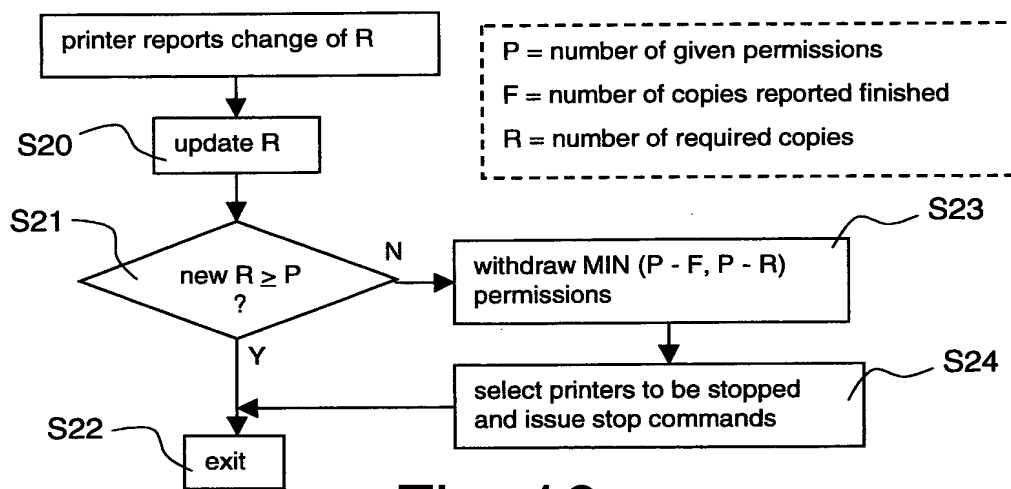 printer reports change of R
P = number of given permissions
F = number of copies reported finished
R = number of required copies
S20
update R
S21
new R ≥ P
?
N
Y
S23
withdraw MIN (P - F, P - R)
permissions
S24
select printers to be stopped
and issue stop commands
S22
exit